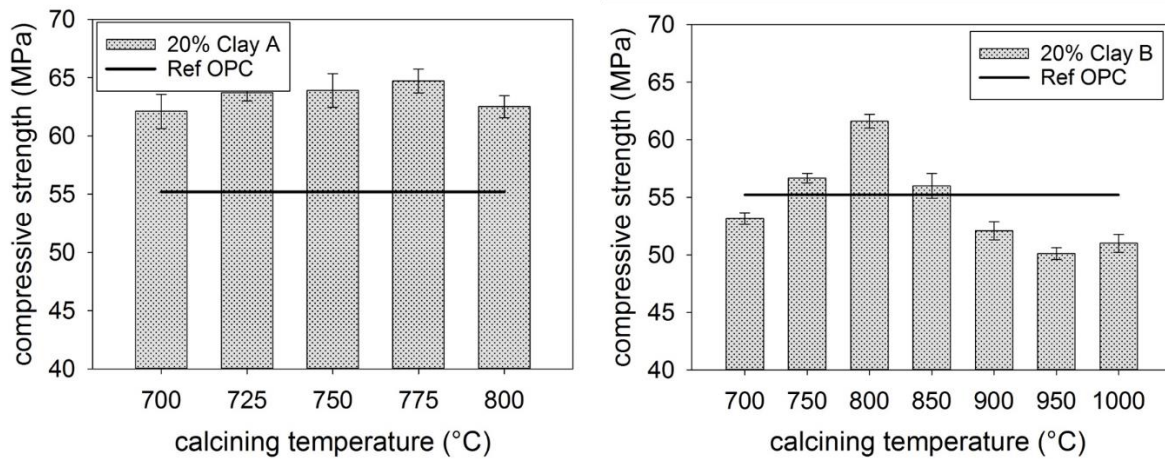 compressive strength (MPa)
70
65
60
55
50
45
40
20% Clay A
Ref OPC
700 725 750 775 800
calcining temperature (°C)
compressive strength (MPa)
70
65
60
55
50
45
40
20% Clay B
Ref OPC
700 750 800 850 900 950 1000
calcining temperature (°C)